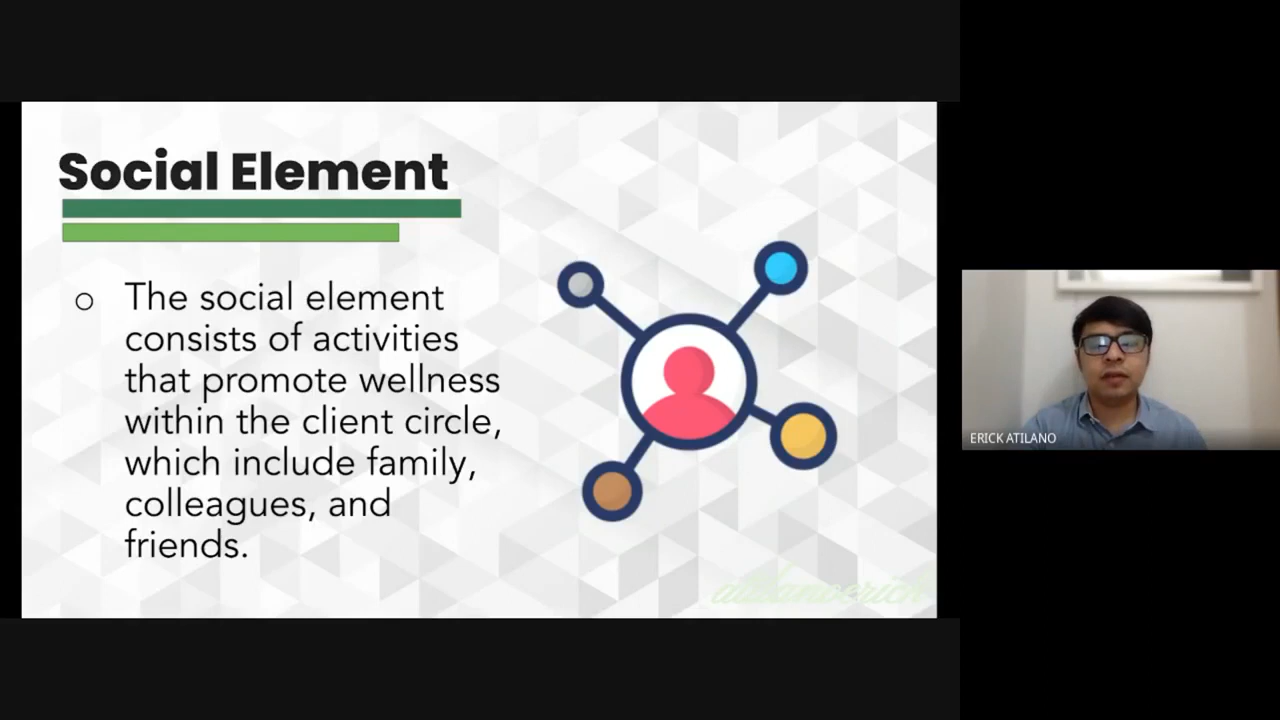 Social Element
o The social element
consists of activities
that promote wellness
within the client circle,
which include family,
colleagues, and
friends.
ERICK ATILANO